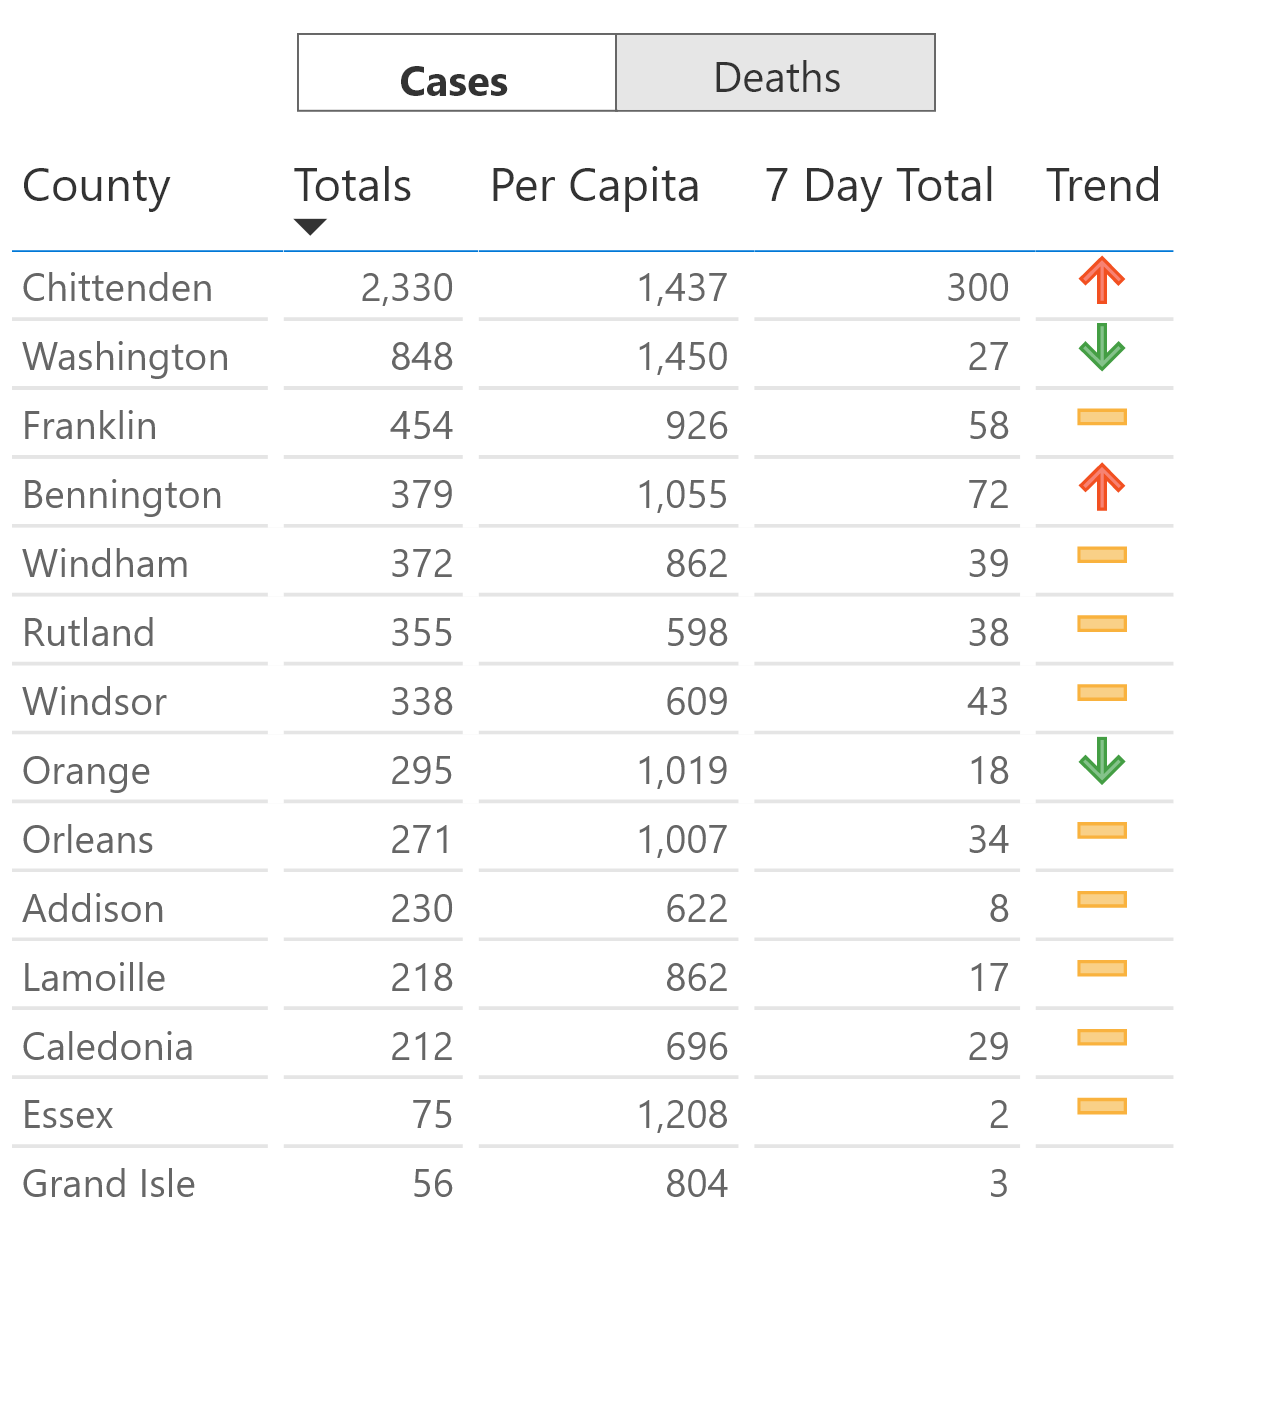 Cases Deaths
County Totals Per Capita 7 Day Total Trend
Chittenden 2,330 1,437 300
Washington 848 1,450 27
Franklin 454 926 58
Bennington 379 1,055 72
Windham 372 862 39
Rutland 355 598 38
Windsor 338 609 43
Orange 295 1,019 18
Orleans 271 1,007 34
Addison 230 622 8
Lamoille 218 862 17
Caledonia 212 696 29
Essex 75 1,208 2
Grand Isle 56 804 3